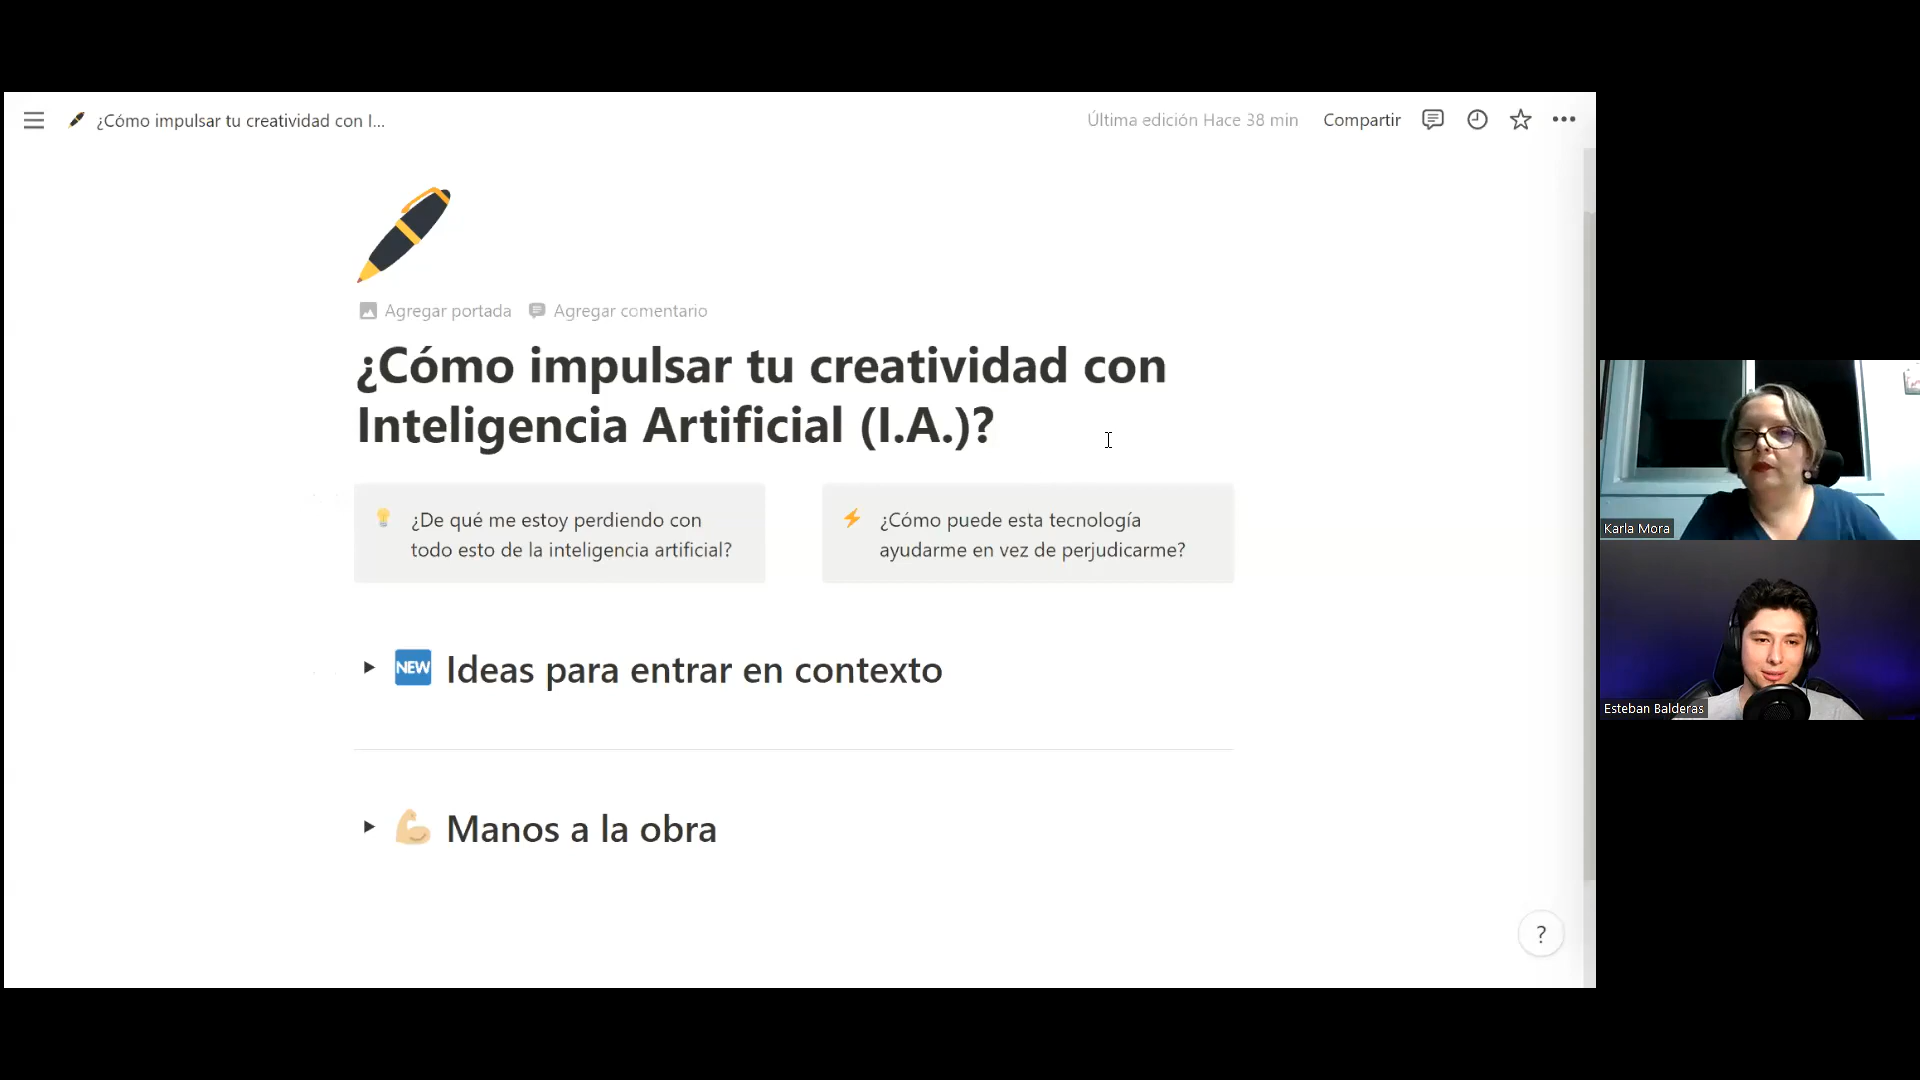 ¿Cómo impulsar tu creatividad con I...
Última edición Hace 38 min
Compartir
Agregar portada
Agregar comentario
¿Cómo impulsar tu creatividad con
Inteligencia Artificial (I.A.)?
¿De qué me estoy perdiendo con
todo esto de la inteligencia artificial?
¿Cómo puede esta tecnología
ayudarme en vez de perjudicarme?
NEW Ideas para entrar en contexto
Manos a la obra
?
Karla Mora
Esteban Balderas